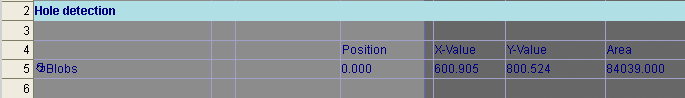 2 Hole detection
3
4 Position X-Value Y-Value Area
5 Blobs 0.000 600.905 800.524 84039.000
6